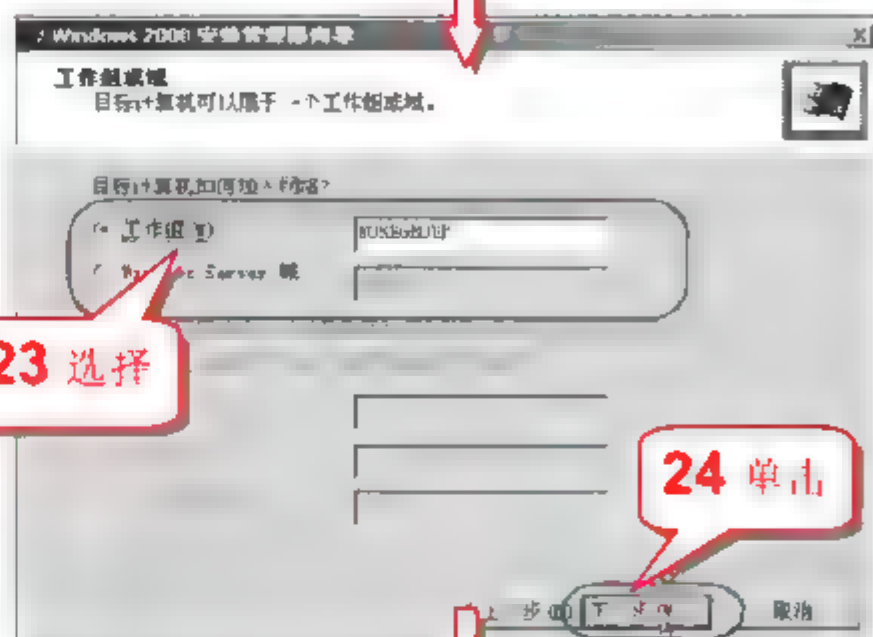 Windows 2000 安装管理器向导
工作组或域
目标计算机可以属于一个工作组或域。
目标计算机如何加入网络?
工作组
WORKGROUP
Server 域
23 选择
24 单击
上一步
下一步
取消